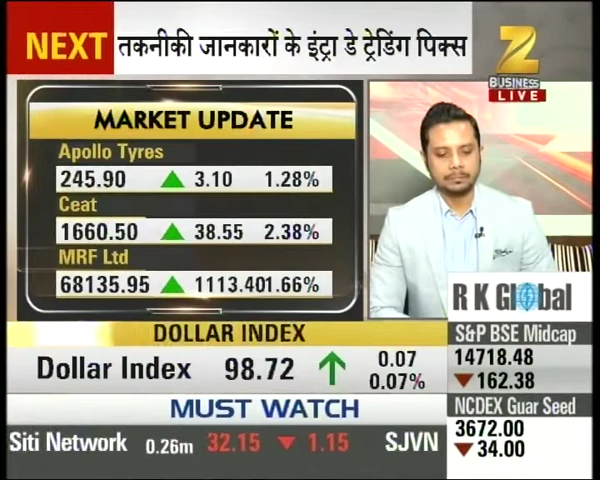 NEXT तकनीकी जानकारों के इंट्रा डे ट्रेडिंग पिक्स
Z
BUSINESS
LIVE
MARKET UPDATE
Apollo Tyres
245.90 ▲ 3.10 1.28%
Ceat
1660.50 ▲ 38.55 2.38%
MRF Ltd
68135.95 ▲ 1113.40 1.66%
R K Global
DOLLAR INDEX
Dollar Index 98.72 ↑ 0.07
0.07%
S&P BSE Midcap
14718.48
▼ 162.38
MUST WATCH
NCDEX Guar Seed
3672.00
▼ 34.00
Siti Network 0.26m 32.15 ▼ 1.15 SJVN